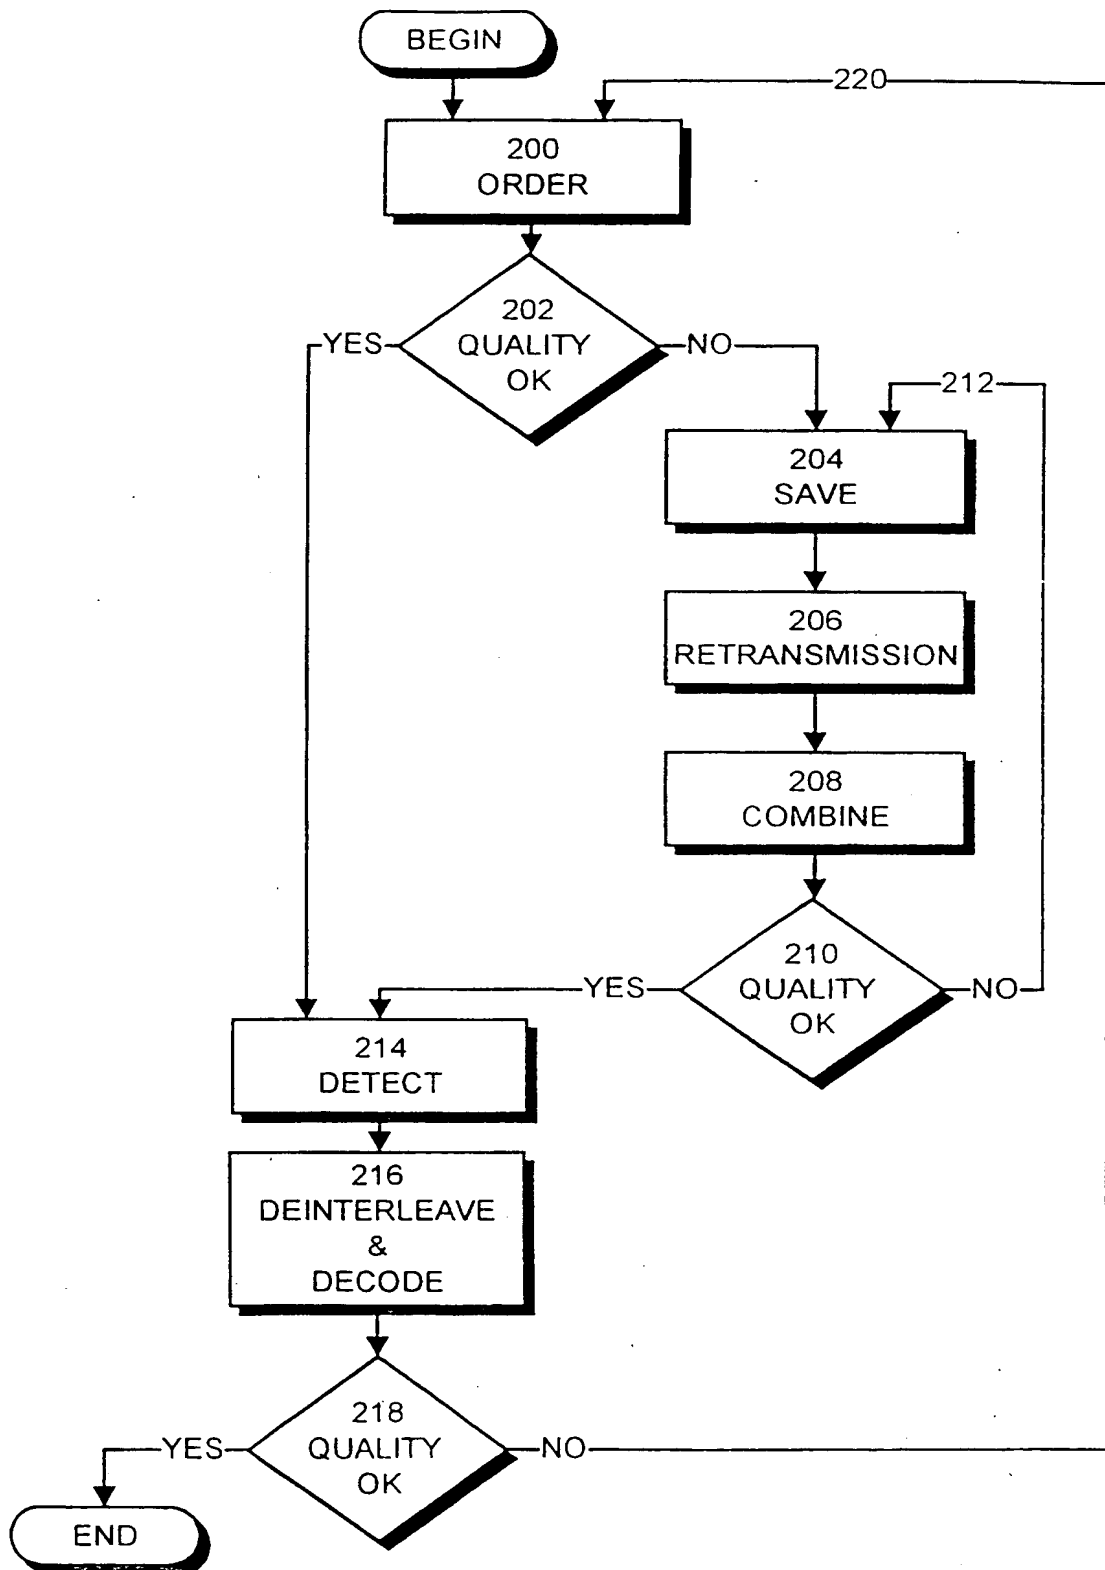 BEGIN
220
200
ORDER
202
QUALITY
OK
YES
NO
212
204
SAVE
206
RETRANSMISSION
208
COMBINE
210
QUALITY
OK
YES
NO
214
DETECT
216
DEINTERLEAVE
&
DECODE
218
QUALITY
OK
YES
NO
END